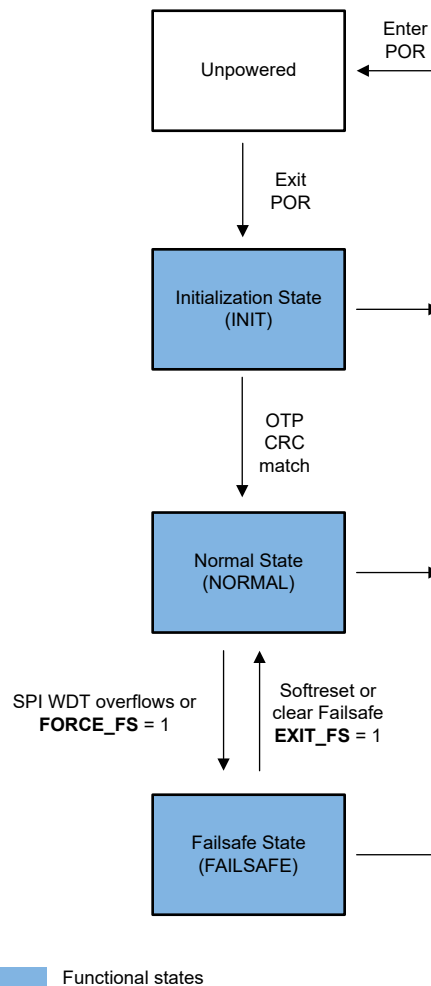 Enter
POR
Unpowered
Exit
POR
Initialization State
(INIT)
OTP
CRC
match
Normal State
(NORMAL)
SPI WDT overflows or
FORCE_FS = 1
Softreset or
clear Failsafe
EXIT_FS = 1
Failsafe State
(FAILSAFE)
Functional states